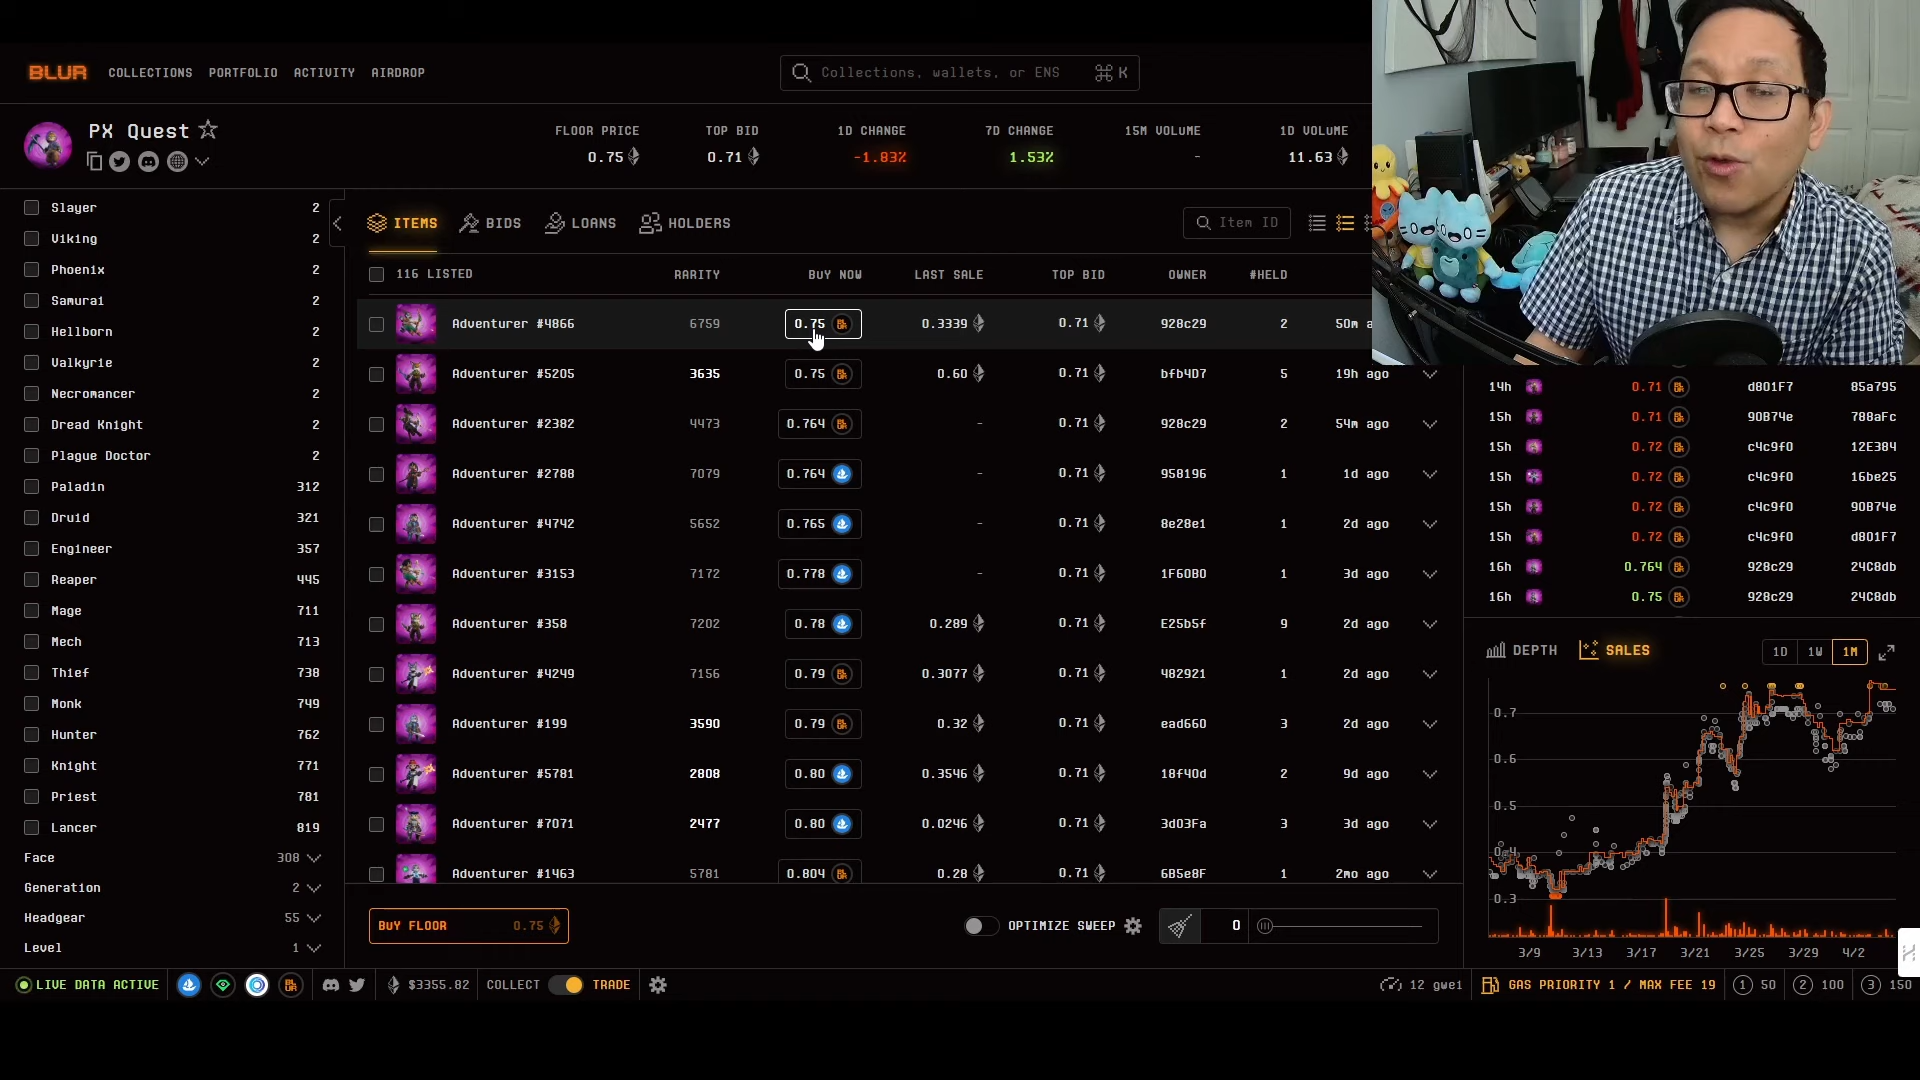 BLUR COLLECTIONS PORTFOLIO ACTIVITY AIRDROP
Collections, wallets, or ENS ⌘ K
PX Quest
FLOOR PRICE TOP BID 1D CHANGE 7D CHANGE 15M VOLUME 1D VOLUME
0.75 0.71 -1.83% 1.53% - 11.63
Slayer 2
Viking 2
Phoenix 2
Samurai 2
Hellborn 2
Valkyrie 2
Necromancer 2
Dread Knight 2
Plague Doctor 2
Paladin 312
Druid 321
Engineer 357
Reaper 445
Mage 711
Mech 713
Thief 738
Monk 749
Hunter 762
Knight 771
Priest 781
Lancer 819
Face 308
Generation 2
Headgear 55
Level 1
ITEMS BIDS LOANS HOLDERS
Item ID
116 LISTED RARITY BUY NOW LAST SALE TOP BID OWNER #HELD
Adventurer #4866 6759 0.75 0.3339 0.71 928c29 2 50m a
Adventurer #5205 3635 0.75 0.60 0.71 bfb4D7 5 19h ago
Adventurer #2382 4473 0.764 - 0.71 928c29 2 54m ago
Adventurer #2788 7079 0.764 - 0.71 958196 1 1d ago
Adventurer #4742 5652 0.765 - 0.71 8e28e1 1 2d ago
Adventurer #3153 7172 0.778 - 0.71 1F60B0 1 3d ago
Adventurer #358 7202 0.78 0.289 0.71 E25b5f 9 2d ago
Adventurer #4249 7156 0.79 0.3077 0.71 482921 1 2d ago
Adventurer #199 3590 0.79 0.32 0.71 ead660 3 2d ago
Adventurer #5781 2808 0.80 0.3546 0.71 18f40d 2 9d ago
Adventurer #7071 2477 0.80 0.0246 0.71 3d03Fa 3 3d ago
Adventurer #1463 5781 0.804 0.28 0.71 6B5e8F 1 2mo ago
14h 0.71 d801F7 85a795
15h 0.71 90B74e 788aFc
15h 0.72 c4c9f0 12E384
15h 0.72 c4c9f0 16be25
15h 0.72 c4c9f0 90B74e
15h 0.72 c4c9f0 d801F7
16h 0.764 928c29 24C8db
16h 0.75 928c29 24C8db
DEPTH SALES 1D 1W 1M
0.7
0.6
0.5
0.4
0.3
3/9 3/13 3/17 3/21 3/25 3/29 4/2
BUY FLOOR 0.75
OPTIMIZE SWEEP 0
LIVE DATA ACTIVE $3355.82 COLLECT TRADE
12 gwei GAS PRIORITY 1 / MAX FEE 19 1 50 2 100 3 150